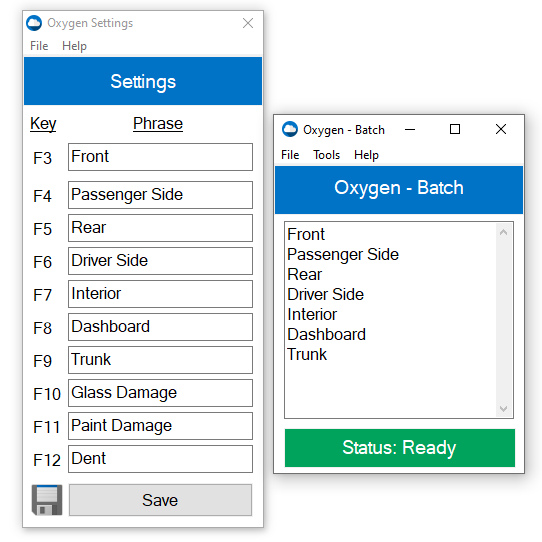 Oxygen Settings
File Help
Settings
Key Phrase
F3 Front
F4 Passenger Side
F5 Rear
F6 Driver Side
F7 Interior
F8 Dashboard
F9 Trunk
F10 Glass Damage
F11 Paint Damage
F12 Dent
Save
Oxygen - Batch
File Tools Help
Oxygen - Batch
Front
Passenger Side
Rear
Driver Side
Interior
Dashboard
Trunk
Status: Ready